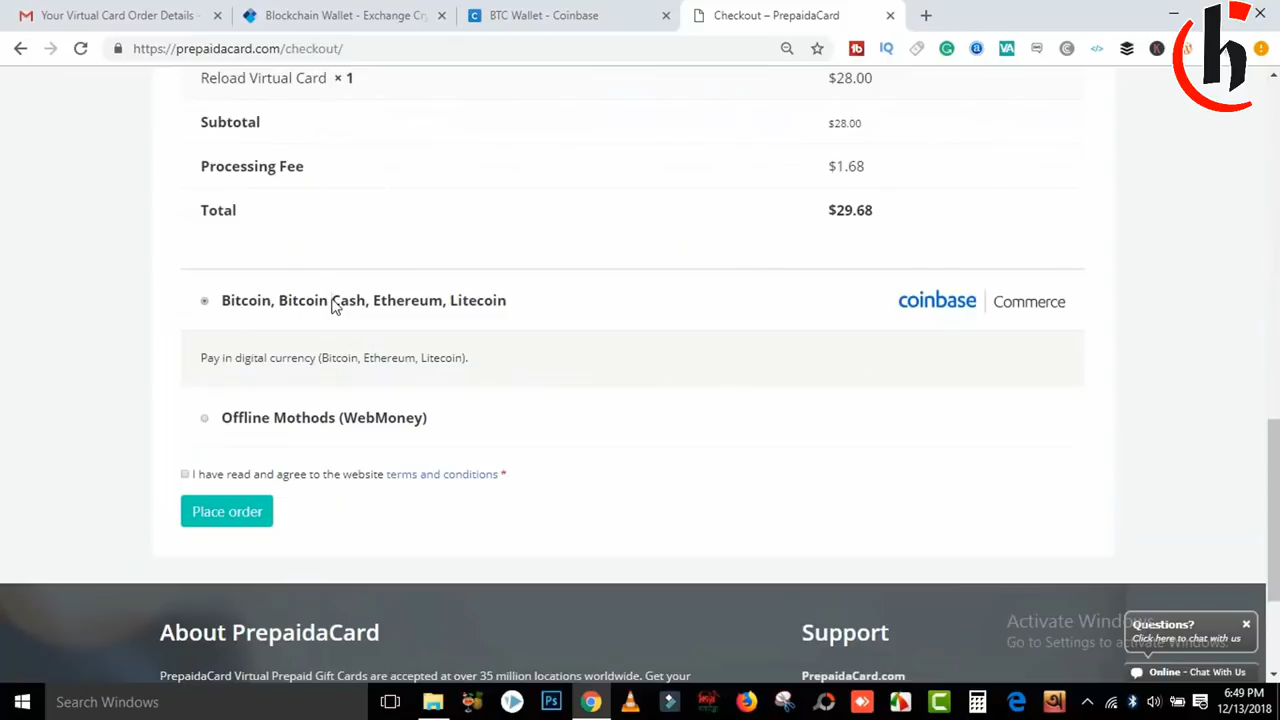 Your Virtual Card Order Details -
Blockchain Wallet - Exchange Cry
BTC Wallet - Coinbase
Checkout – PrepaidaCard
https://prepaidacard.com/checkout/
Reload Virtual Card × 1 $28.00
Subtotal $28.00
Processing Fee $1.68
Total $29.68
Bitcoin, Bitcoin Cash, Ethereum, Litecoin
coinbase | Commerce
Pay in digital currency (Bitcoin, Ethereum, Litecoin).
Offline Mothods (WebMoney)
I have read and agree to the website terms and conditions *
Place order
About PrepaidaCard
Support
Activate Windows
Go to Settings to activate Windows.
Questions?
Click here to chat with us
PrepaidaCard Virtual Prepaid Gift Cards are accepted at over 35 million locations worldwide. Get your
PrepaidaCard.com
Online - Chat With Us
Search Windows
6:49 PM
12/13/2018